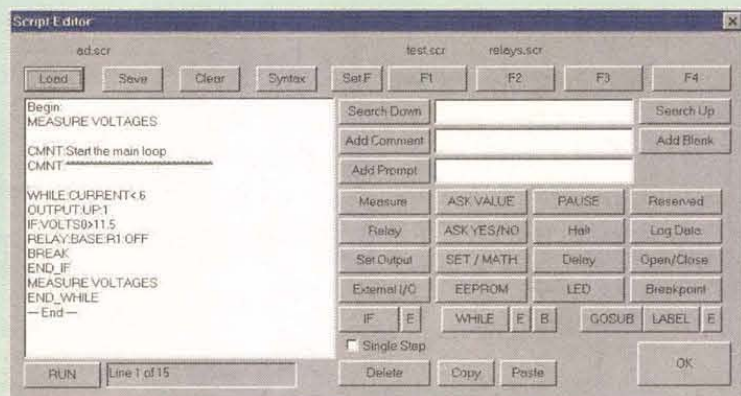 Script Editor
ad.scr test.scr relays.scr
Load Save Clear Syntax Set F F1 F2 F3 F4
Begin:
MEASURE VOLTAGES
CMNT:Start the main loop
WHILE:CURRENT<.6
OUTPUT:UP:1
IF:VOLTS0>11.5
RELAY:BASE:R1:OFF
BREAK
END_IF
MEASURE VOLTAGES
END_WHILE
--- End ---
Search Down Search Up
Add Comment Add Blank
Add Prompt
Measure ASK VALUE PAUSE Reserved
Relay ASK YES/NO Halt Log Data
Set Output SET / MATH Delay Open/Close
External I/O EEPROM LED Breakpoint
IF E WHILE E B GOSUB LABEL E
Single Step
RUN Line 1 of 15 Delete Copy Paste OK